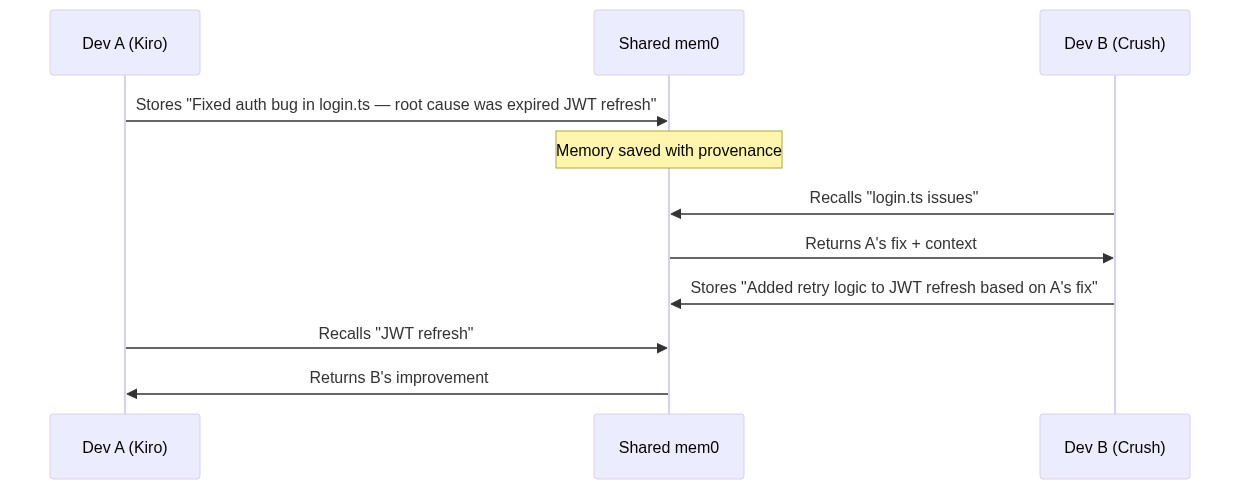 Dev A (Kiro)
Shared mem0
Dev B (Crush)
Stores "Fixed auth bug in login.ts — root cause was expired JWT refresh"
Memory saved with provenance
Recalls "login.ts issues"
Returns A's fix + context
Stores "Added retry logic to JWT refresh based on A's fix"
Recalls "JWT refresh"
Returns B's improvement
Dev A (Kiro)
Shared mem0
Dev B (Crush)